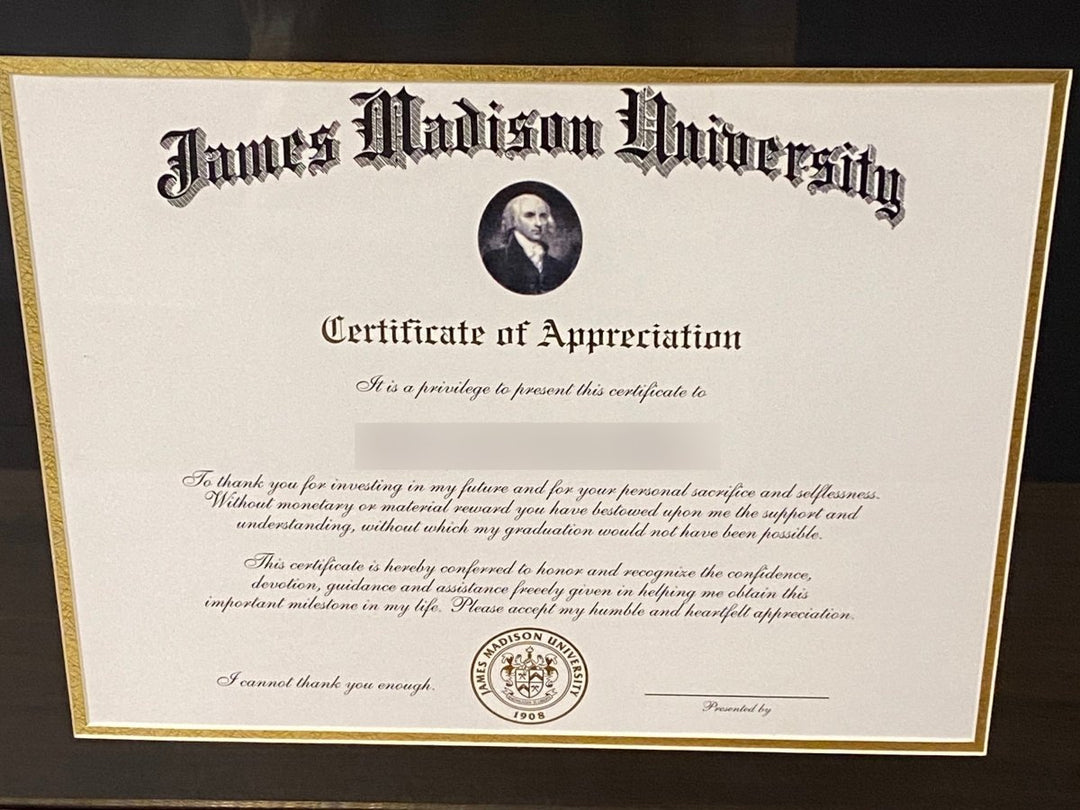 James Madison University
Certificate of Appreciation
It is a privilege to present this certificate to
To thank you for investing in my future and for your personal sacrifice and selflessness.
Without monetary or material reward you have bestowed upon me the support and
understanding, without which my graduation would not have been possible.
This certificate is hereby conferred to honor and recognize the confidence,
devotion, guidance and assistance freeely given in helping me obtain this
important milestone in my life. Please accept my humble and heartfelt appreciation.
I cannot thank you enough.
JAMES MADISON UNIVERSITY
1908
Presented by